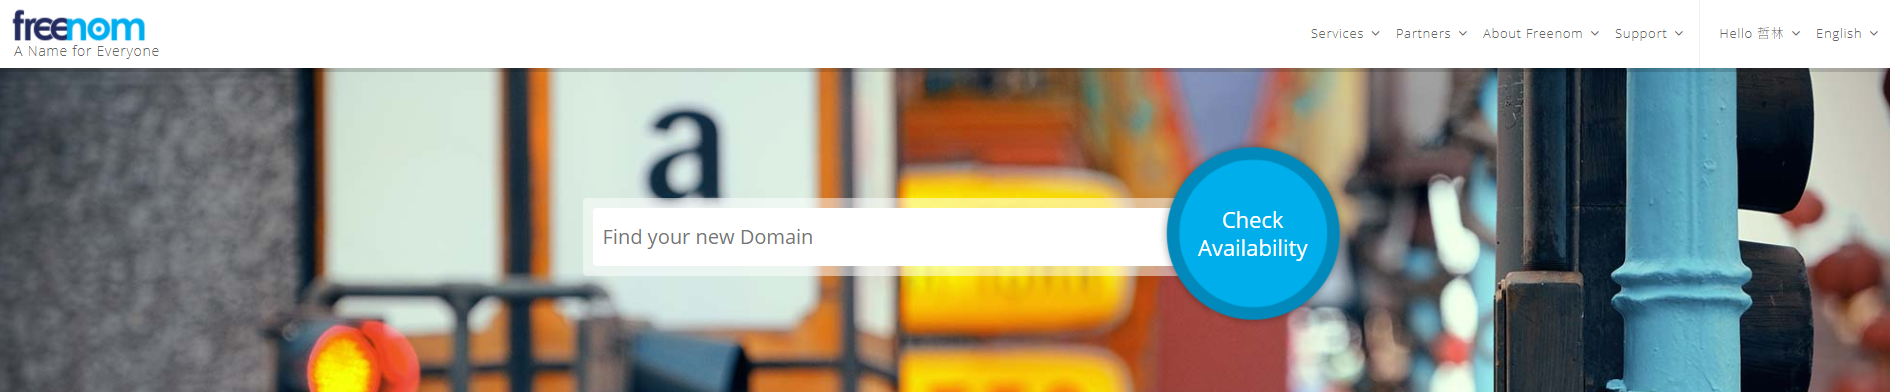 freenom
A Name for Everyone
Services Partners About Freenom Support Hello 哲林 English
a
Find your new Domain
Check
Availability